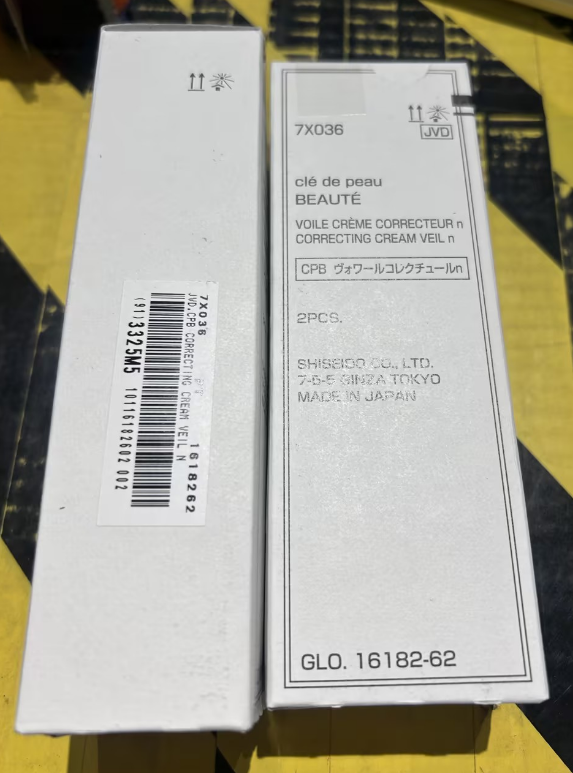 7X036
JVD.CPB CORRECTING CREAM VEIL N
1618262
(91)3325M5 10116182602 002
7X036
JVD
clé de peau
BEAUTÉ
VOILE CRÈME CORRECTEUR n
CORRECTING CREAM VEIL n
CPB ヴォワールコレクチュールn
2PCS.
SHISEIDO CO., LTD.
7-5-5 GINZA TOKYO
MADE IN JAPAN
GLO. 16182-62